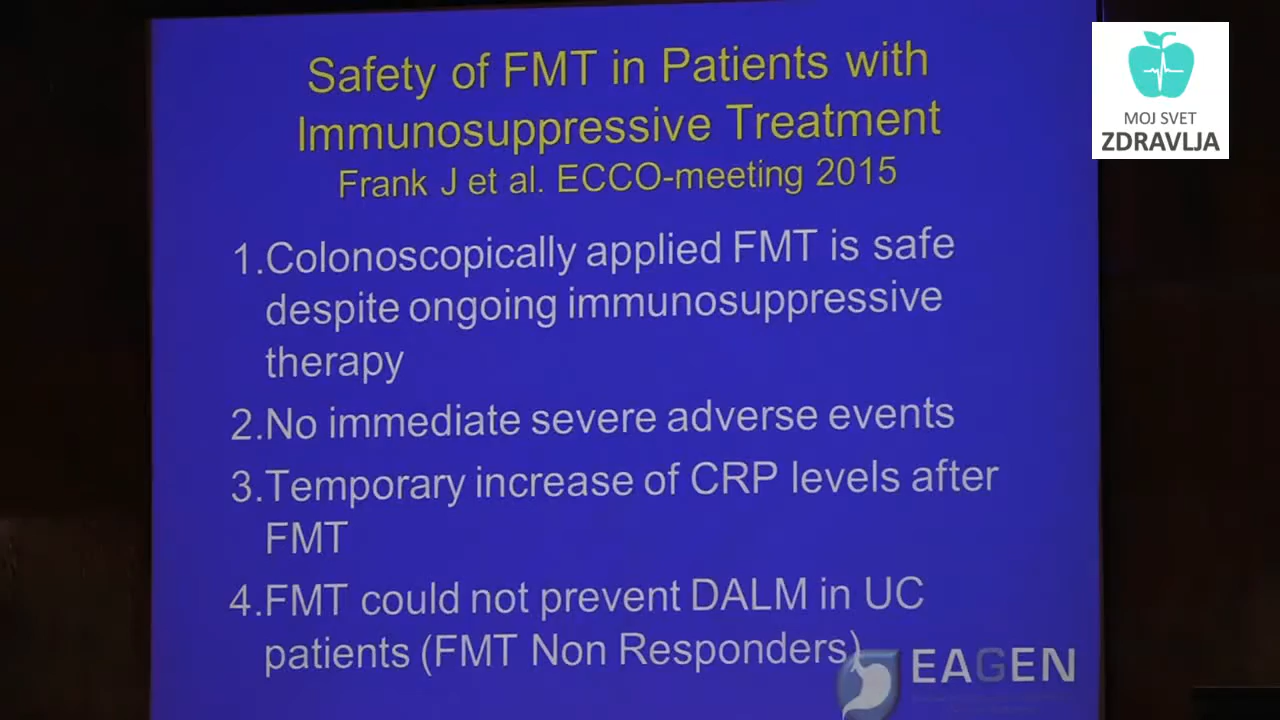 Safety of FMT in Patients with
Immunosuppressive Treatment
Frank J et al. ECCO-meeting 2015
1.Colonoscopically applied FMT is safe
despite ongoing immunosuppressive
therapy
2.No immediate severe adverse events
3.Temporary increase of CRP levels after
FMT
4.FMT could not prevent DALM in UC
patients (FMT Non Responders)
EAGEN
MOJ SVET
ZDRAVLJA